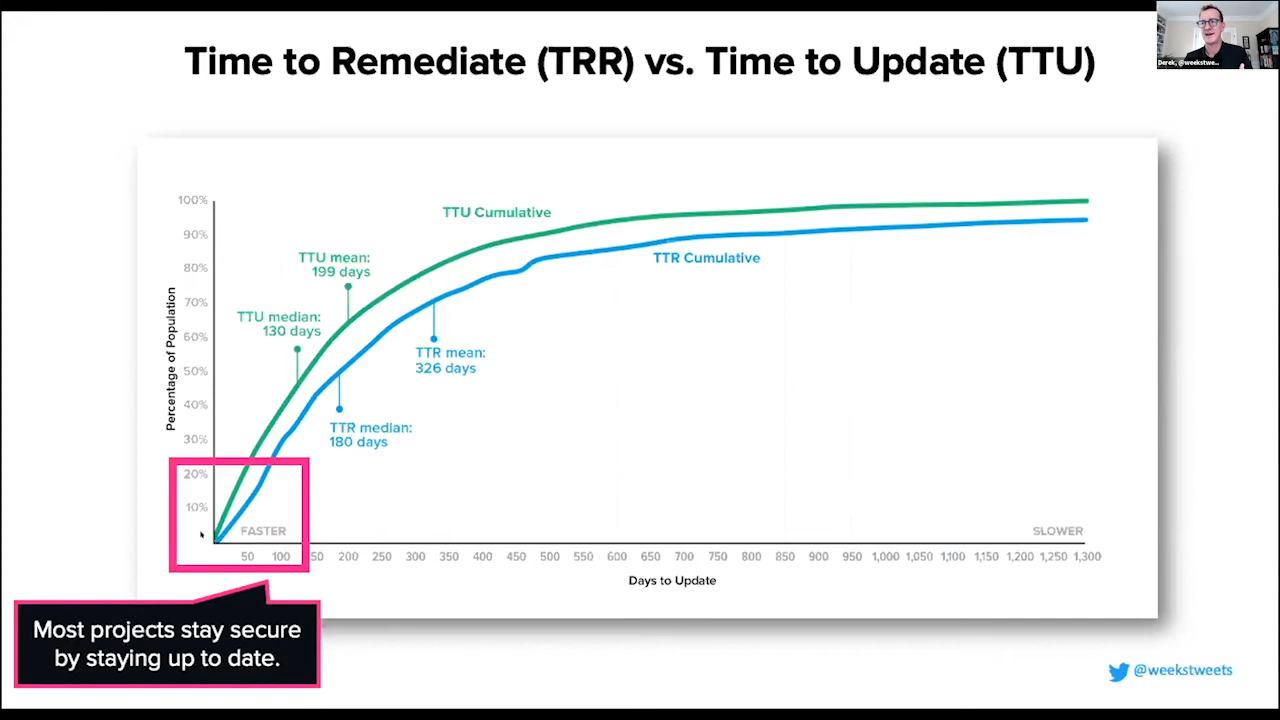 Time to Remediate (TRR) vs. Time to Update (TTU)
Derek, @weekstwee...
100%
90%
80%
70%
60%
50%
40%
30%
20%
10%
Percentage of Population
TTU Cumulative
TTU mean:
199 days
TTU median:
130 days
TTR Cumulative
TTR mean:
326 days
TTR median:
180 days
FASTER
SLOWER
50 100 50 200 250 300 350 400 450 500 550 600 650 700 750 800 850 900 950 1,000 1,050 1,100 1,150 1,200 1,250 1,300
Days to Update
Most projects stay secure
by staying up to date.
@weekstweets